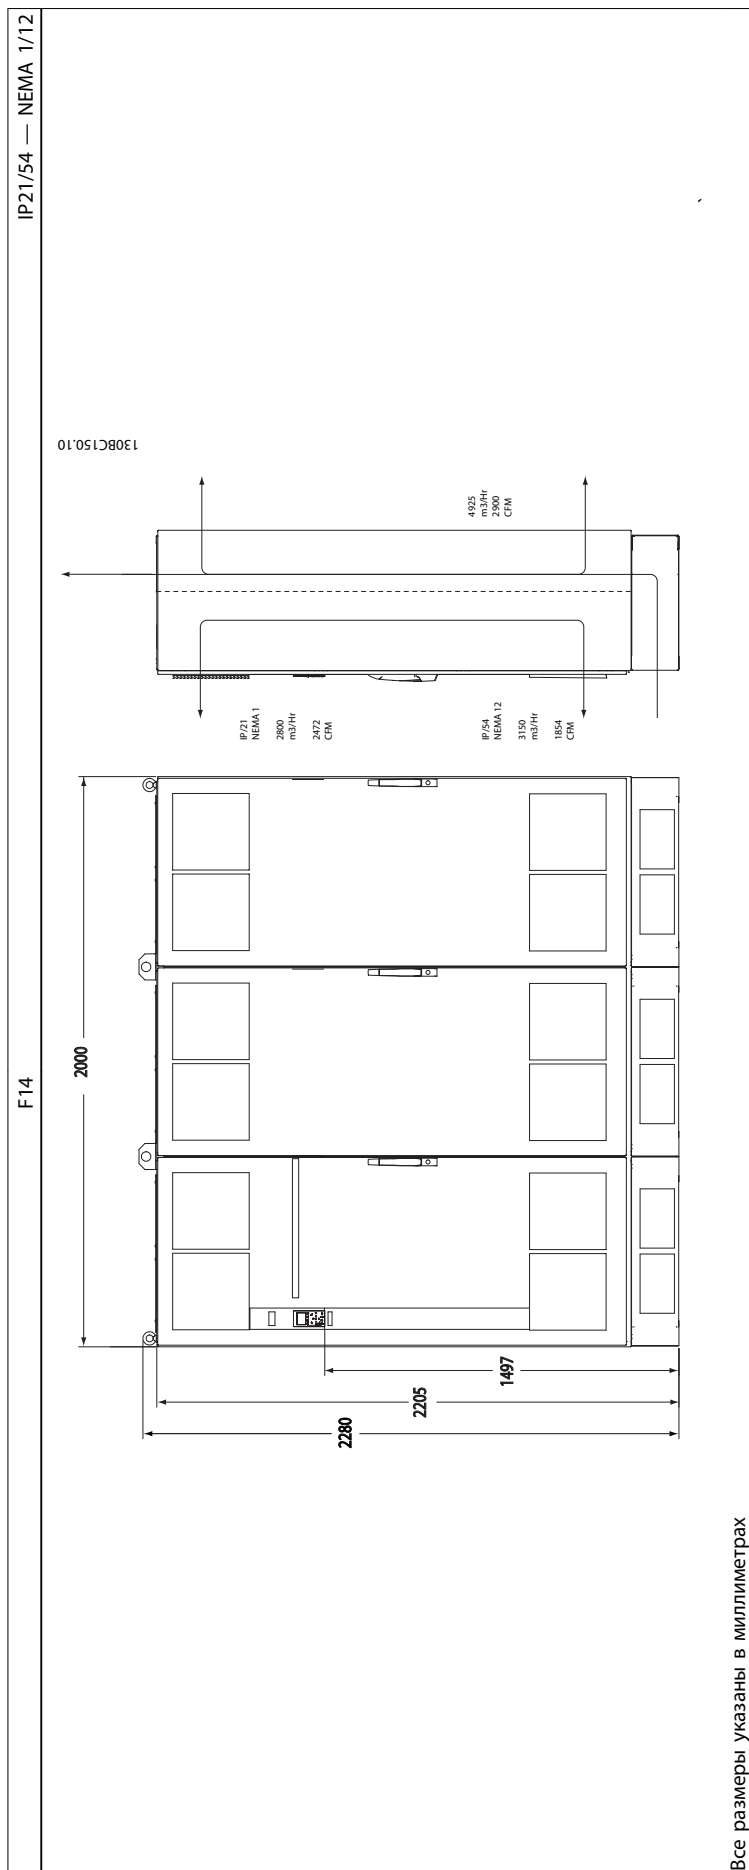 F14
IP21/54 — NEMA 1/12
130BC150.10
2000
2280
2205
1497
IP/21
NEMA 1
2800
m3/Hr
2472
CFM
IP/54
NEMA 12
3150
m3/Hr
1854
CFM
4925
m3/Hr
2900
CFM
Все размеры указаны в миллиметрах